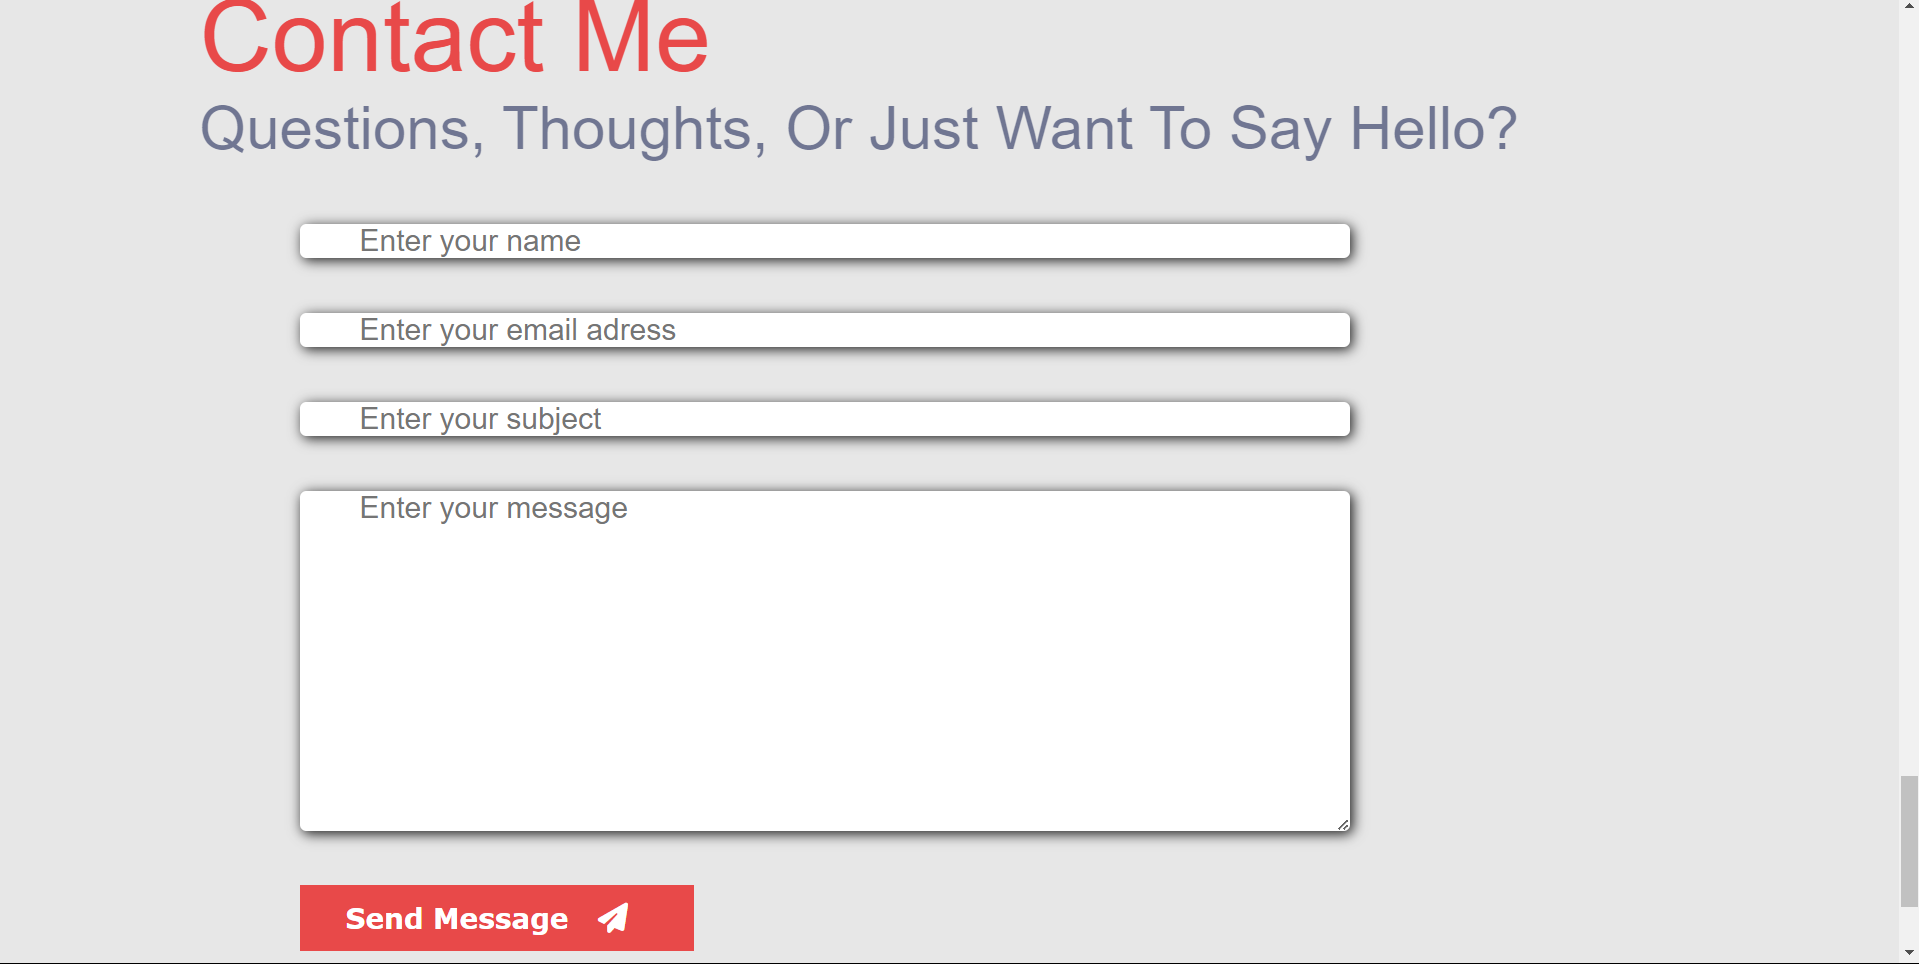 Contact Me
Questions, Thoughts, Or Just Want To Say Hello?
Enter your name
Enter your email adress
Enter your subject
Enter your message
Send Message